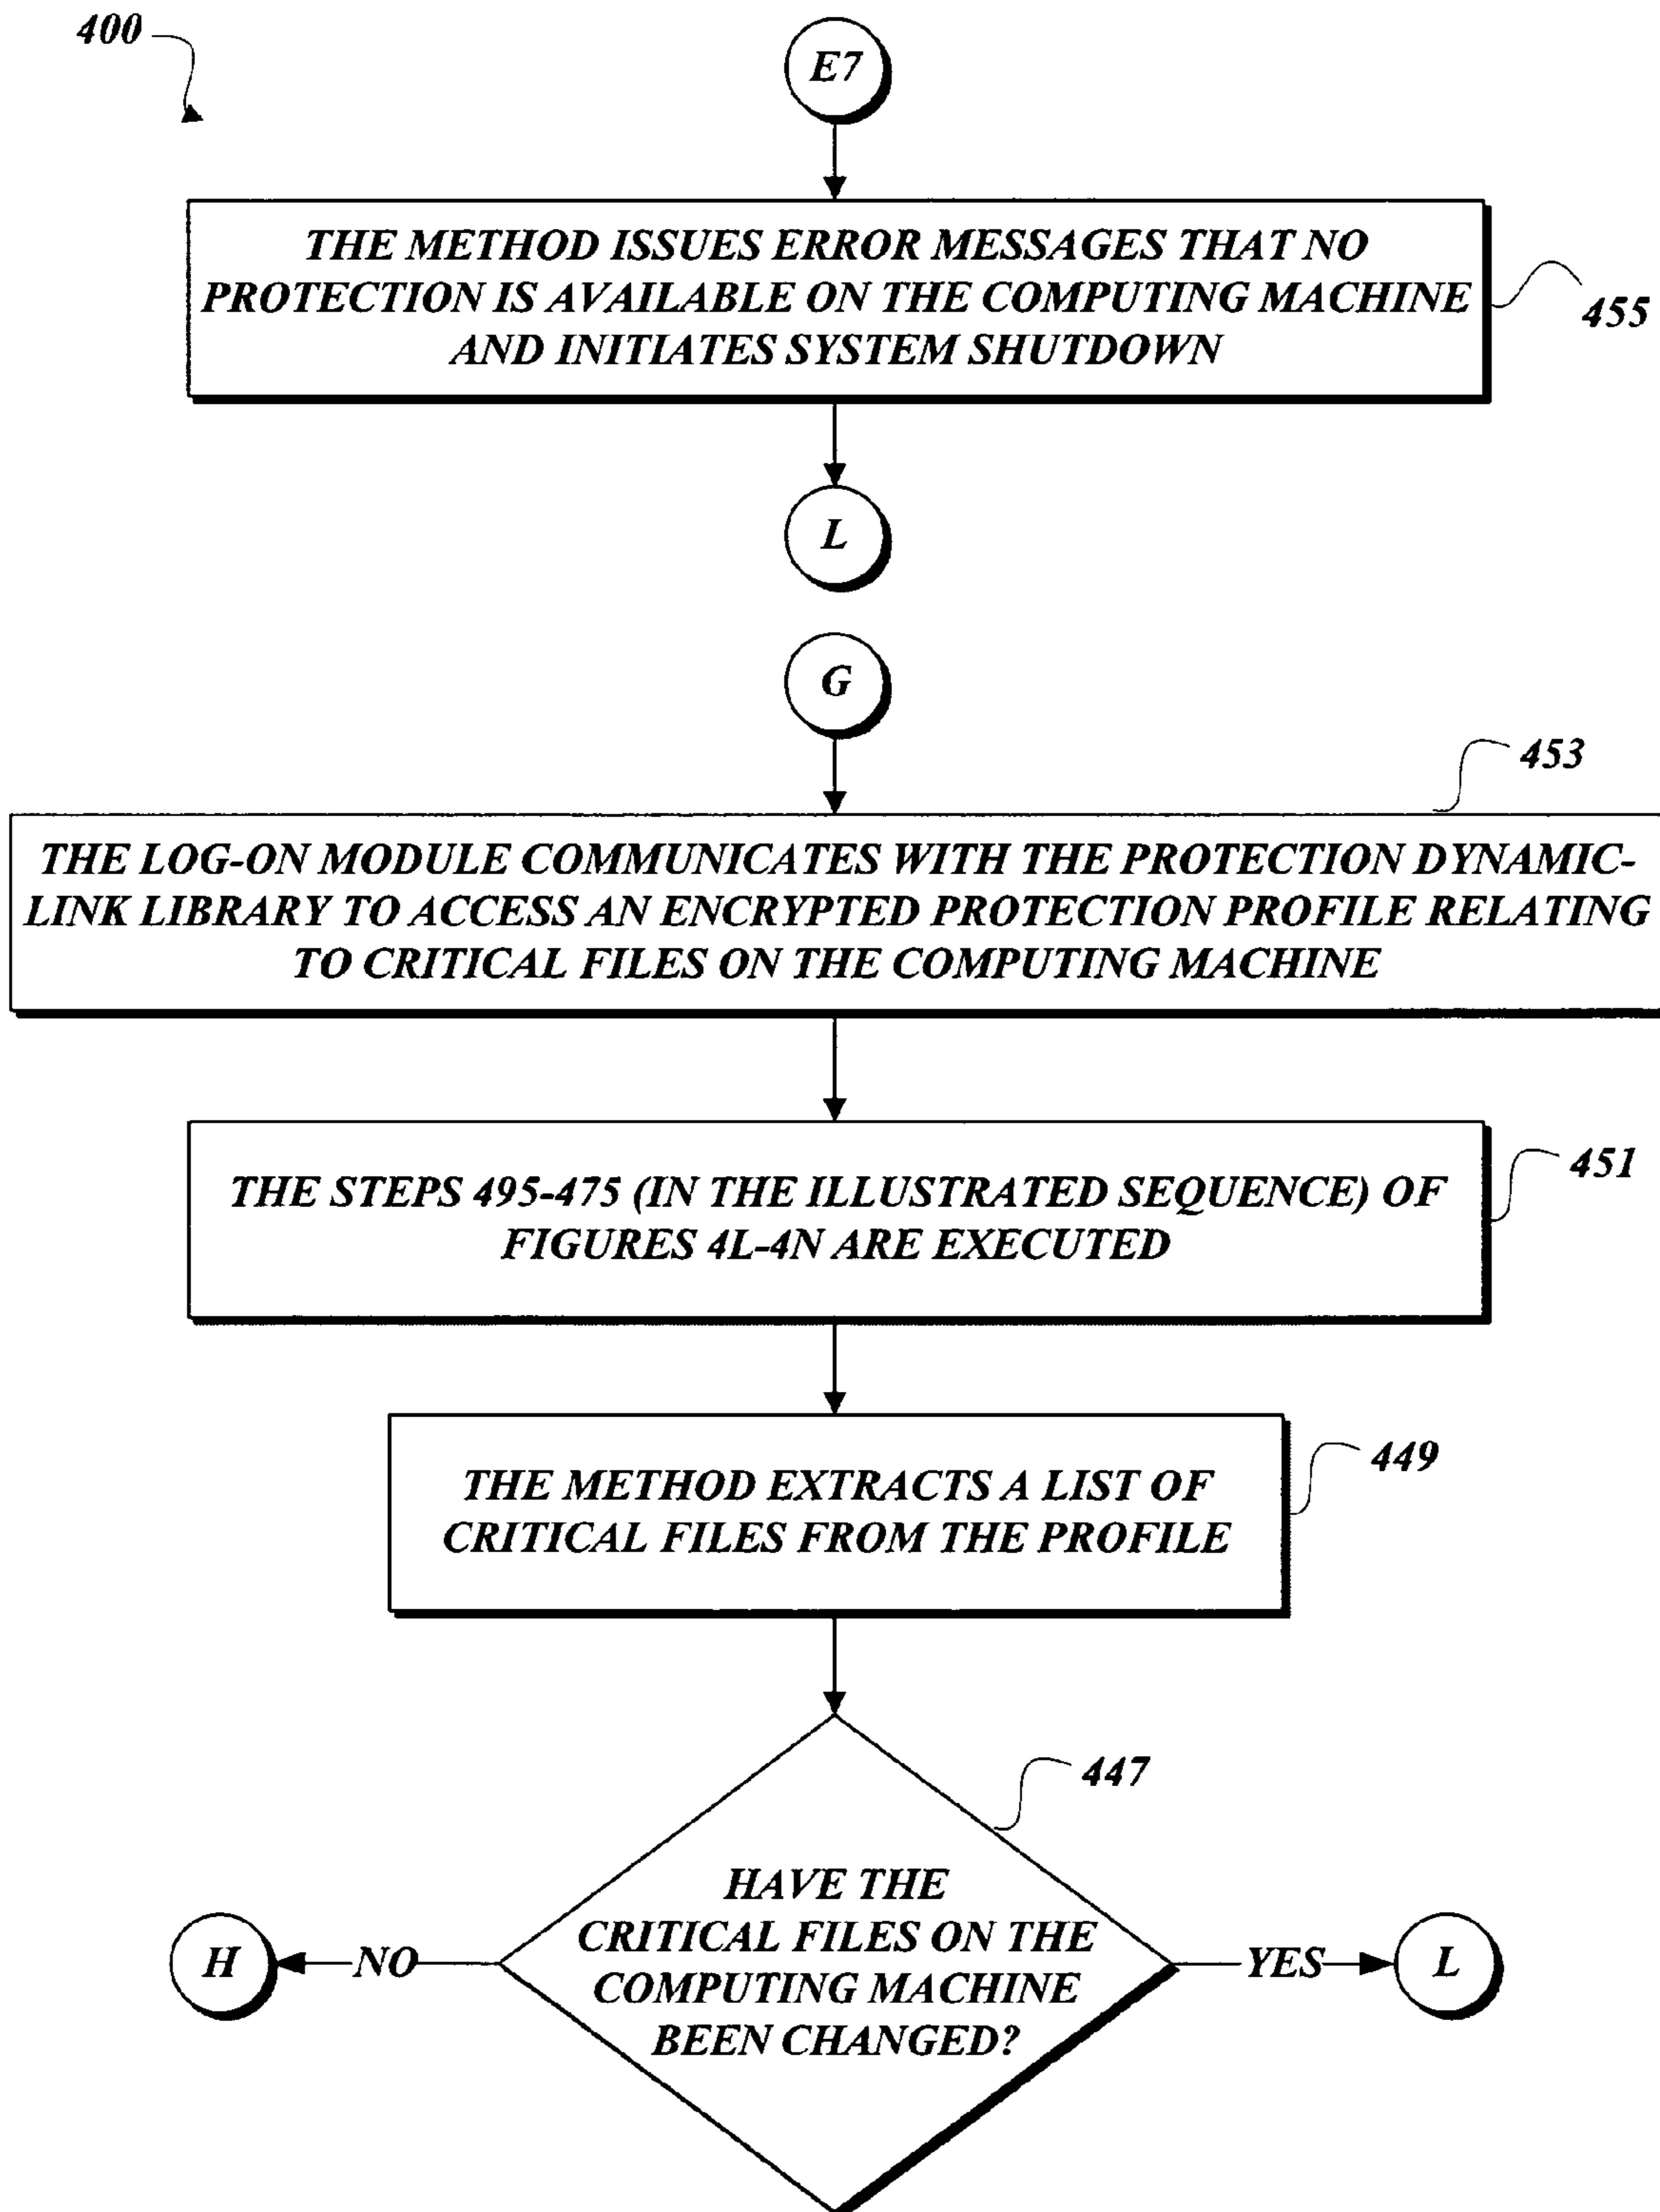 400
E7
THE METHOD ISSUES ERROR MESSAGES THAT NO
PROTECTION IS AVAILABLE ON THE COMPUTING MACHINE
AND INITIATES SYSTEM SHUTDOWN
455
L
G
453
THE LOG-ON MODULE COMMUNICATES WITH THE PROTECTION DYNAMIC-
LINK LIBRARY TO ACCESS AN ENCRYPTED PROTECTION PROFILE RELATING
TO CRITICAL FILES ON THE COMPUTING MACHINE
THE STEPS 495-475 (IN THE ILLUSTRATED SEQUENCE) OF
FIGURES 4L-4N ARE EXECUTED
451
THE METHOD EXTRACTS A LIST OF
CRITICAL FILES FROM THE PROFILE
449
447
HAVE THE
CRITICAL FILES ON THE
COMPUTING MACHINE
BEEN CHANGED?
H
NO
YES
L